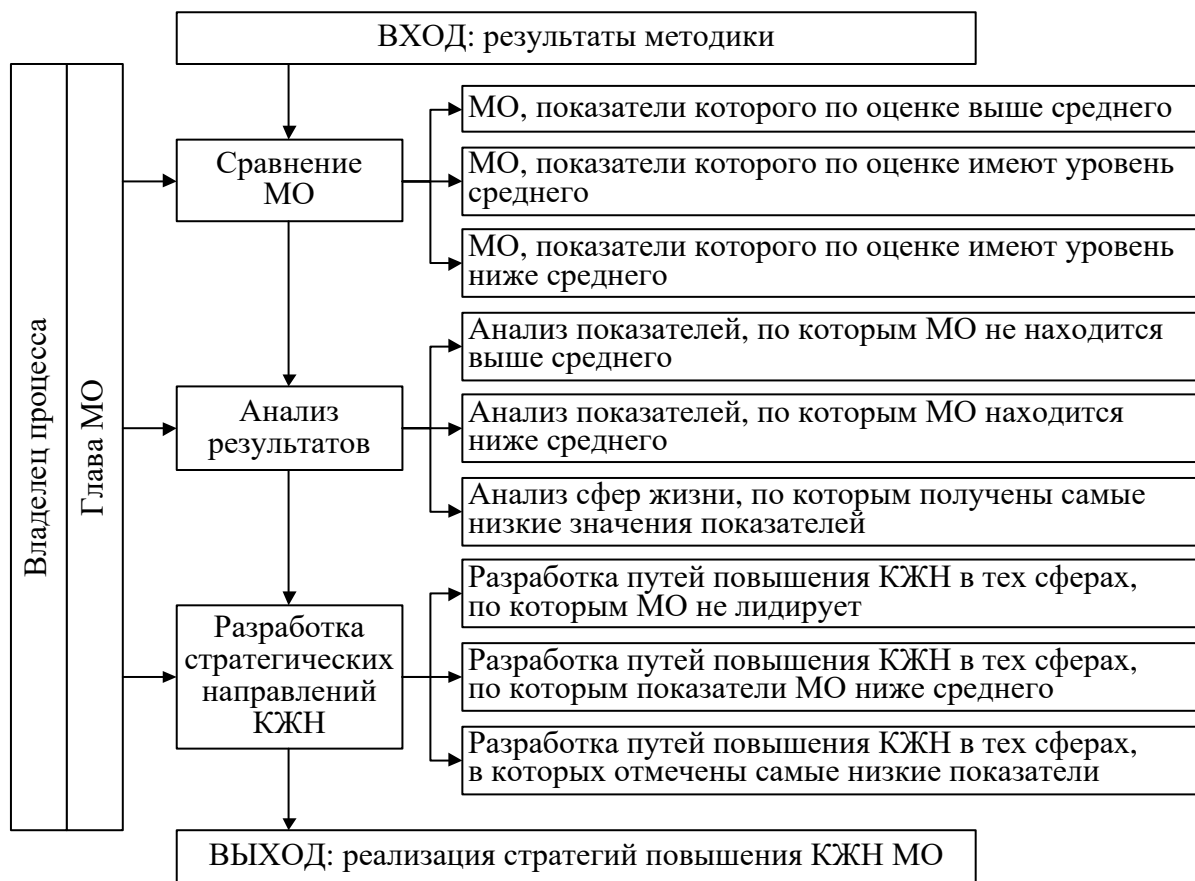 ВХОД: результаты методики
Владелец процесса
Глава МО
Сравнение
МО
МО, показатели которого по оценке выше среднего
МО, показатели которого по оценке имеют уровень
среднего
МО, показатели которого по оценке имеют уровень
ниже среднего
Анализ
результатов
Анализ показателей, по которым МО не находится
выше среднего
Анализ показателей, по которым МО находится
ниже среднего
Анализ сфер жизни, по которым получены самые
низкие значения показателей
Разработка
стратегических
направлений
КЖН
Разработка путей повышения КЖН в тех сферах,
по которым МО не лидирует
Разработка путей повышения КЖН в тех сферах,
по которым показатели МО ниже среднего
Разработка путей повышения КЖН в тех сферах,
в которых отмечены самые низкие показатели
ВЫХОД: реализация стратегий повышения КЖН МО